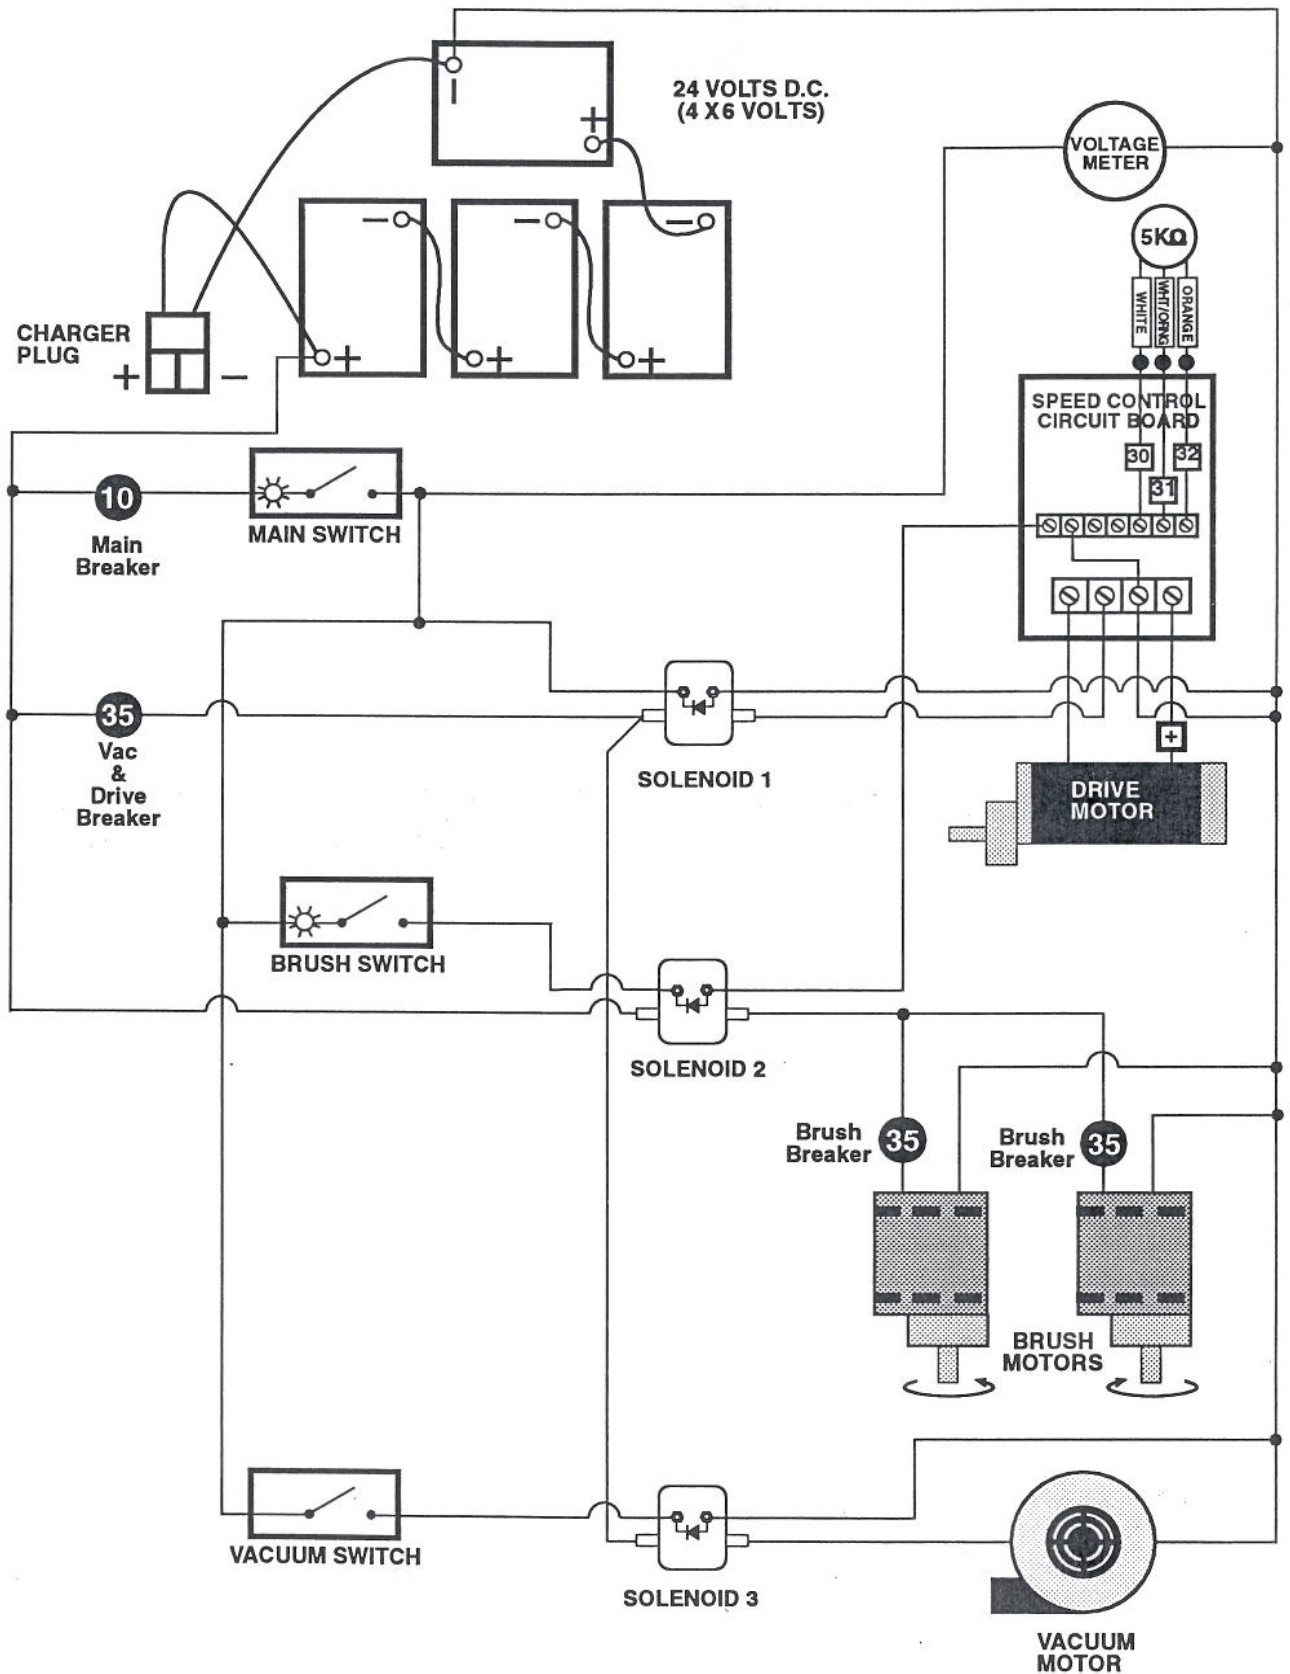 24 VOLTS D.C.
(4 X 6 VOLTS)
VOLTAGE
METER
5KΩ
WHITE
WHT/ORNG
ORANGE
CHARGER
PLUG
+
−
SPEED CONTROL
CIRCUIT BOARD
30
32
31
10
MAIN SWITCH
Main
Breaker
35
Vac
&
Drive
Breaker
SOLENOID 1
+
DRIVE
MOTOR
BRUSH SWITCH
SOLENOID 2
Brush
Breaker
35
Brush
Breaker
35
BRUSH
MOTORS
VACUUM SWITCH
SOLENOID 3
VACUUM
MOTOR